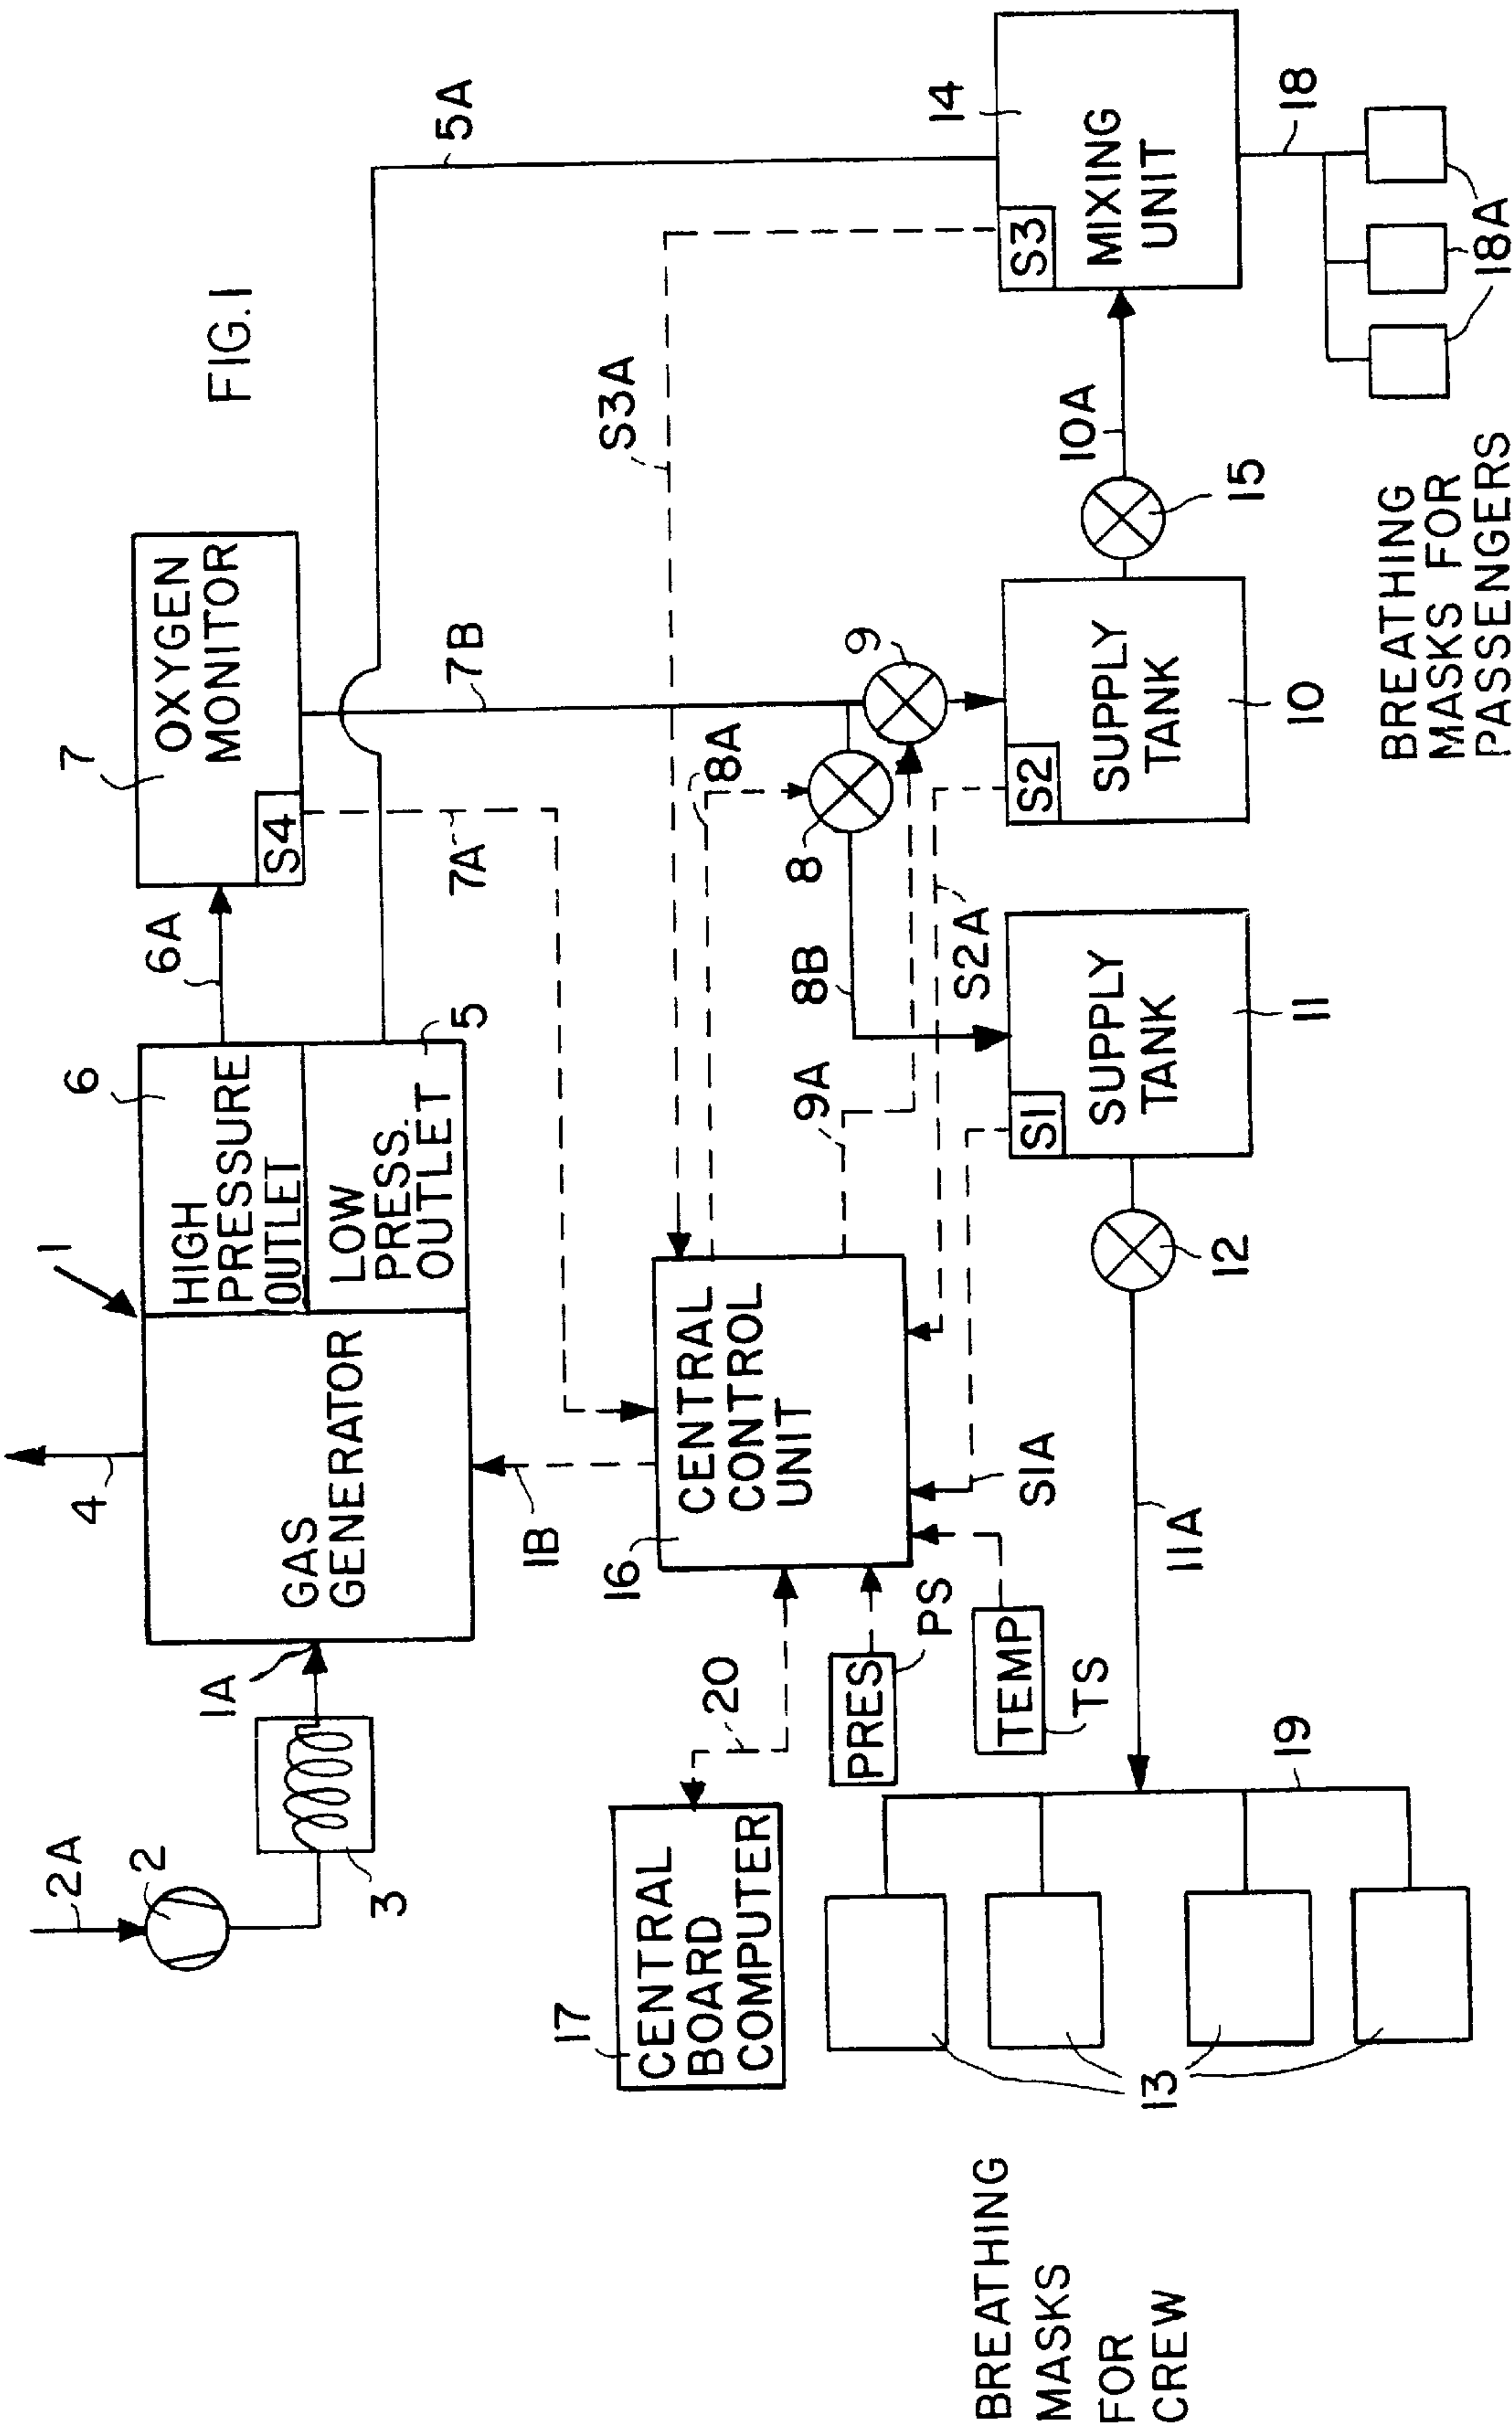 FIG.1
2A
2
3
1A
4
1
GAS
GENERATOR
HIGH
PRESSURE
OUTLET
6
LOW
PRESS.
OUTLET
5
6A
7
OXYGEN
MONITOR
S4
7A
7B
5A
S3A
1B
16
CENTRAL
CONTROL
UNIT
17
CENTRAL
BOARD
COMPUTER
20
PRES
PS
TEMP
TS
8A
8
9
8B
9A
S2A
S1A
S1
SUPPLY
TANK
11
S2
SUPPLY
TANK
10
12
11A
15
10A
14
S3
MIXING
UNIT
18
18A
19
13
BREATHING
MASKS
FOR
CREW
BREATHING
MASKS FOR
PASSENGERS